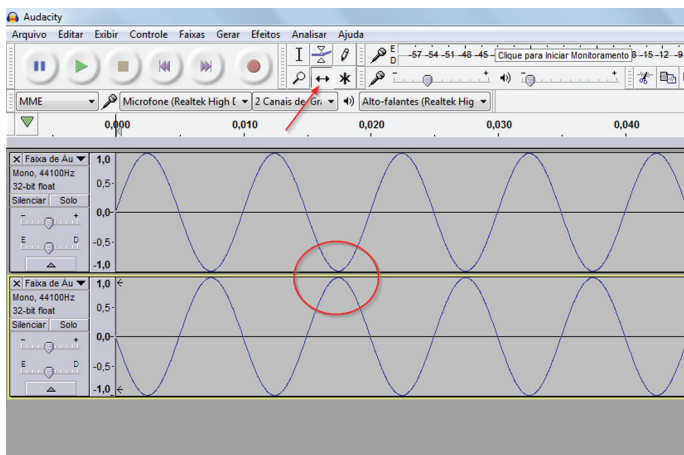 Audacity
Arquivo Editar Exibir Controle Faixas Gerar Efeitos Analisar Ajuda
E D -57 -54 -51 -48 -45 Clique para Iniciar Monitoramento -15 -12 -9
MME Microfone (Realtek High 2 Canais de Alto-falantes (Realtek Hig
0,000 0,010 0,020 0,030 0,040
Faixa de Áu 1,0
Mono, 44100Hz
32-bit float 0,5
Silenciar Solo
- + 0,0
E D -0,5
-1,0
Faixa de Áu 1,0
Mono, 44100Hz
32-bit float 0,5
Silenciar Solo
- + 0,0
E D -0,5
-1,0